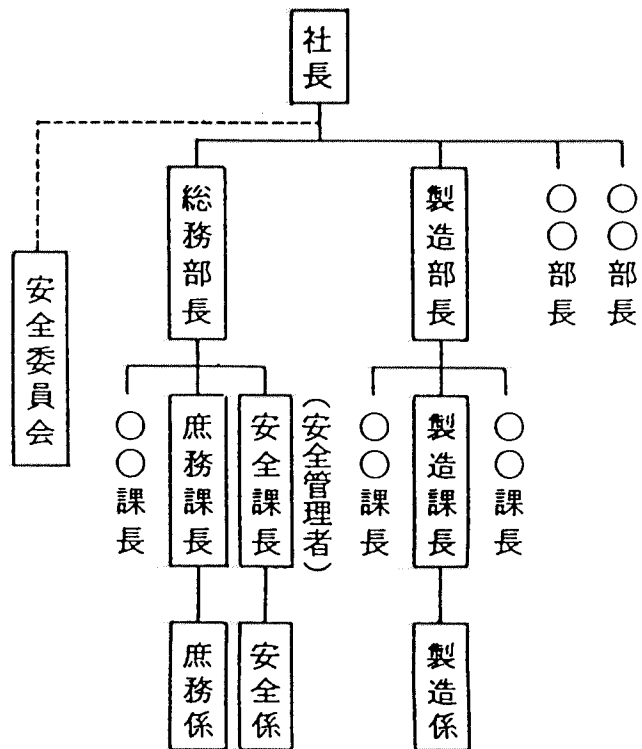 社長
安全委員会
総務部長
製造部長
○○部長
○○部長
○○課長
庶務課長
安全課長
(安全管理者)
○○課長
製造課長
○○課長
庶務係
安全係
製造係